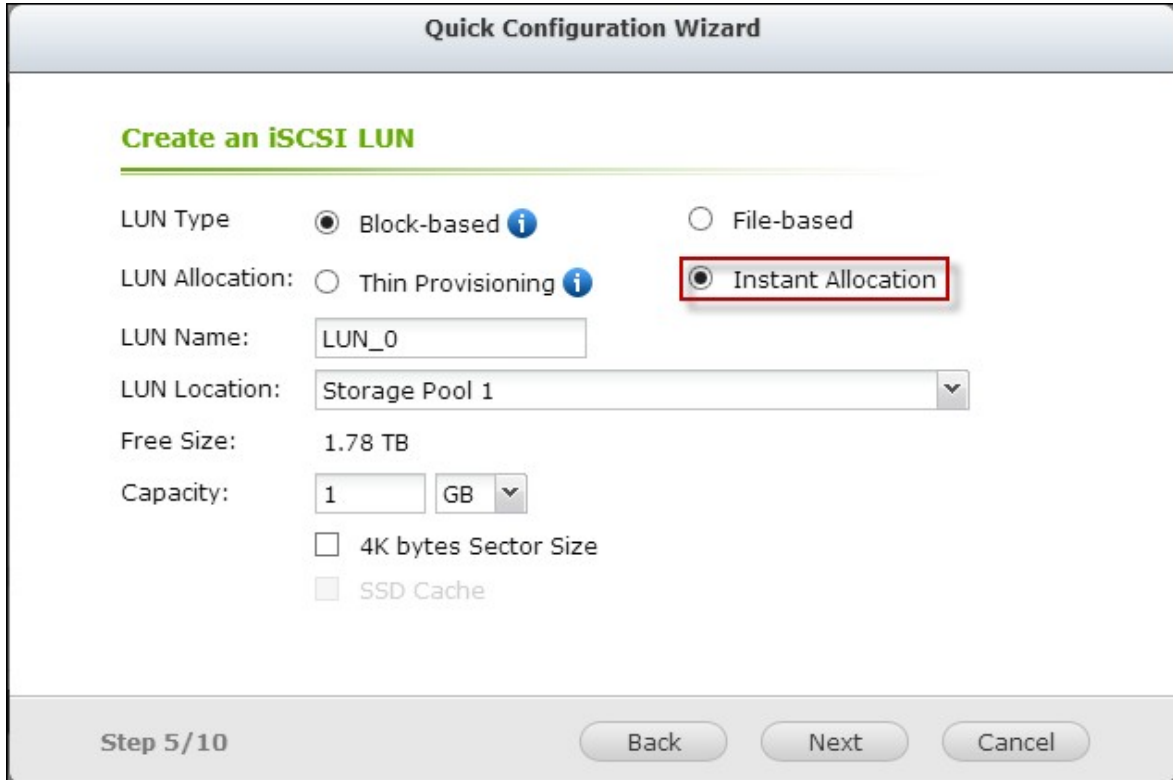 Quick Configuration Wizard
Create an iSCSI LUN
LUN Type Block-based i File-based
LUN Allocation: Thin Provisioning i Instant Allocation
LUN Name: LUN_0
LUN Location: Storage Pool 1
Free Size: 1.78 TB
Capacity: 1 GB
4K bytes Sector Size
SSD Cache
Step 5/10 Back Next Cancel